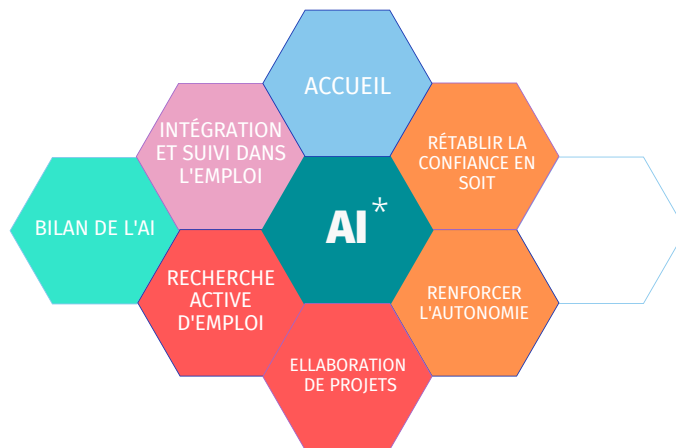 ACCUEIL
INTÉGRATION
ET SUIVI DANS
L'EMPLOI
RÉTABLIR LA
CONFIANCE EN
SOIT
BILAN DE L'AI
AI*
RECHERCHE
ACTIVE
D'EMPLOI
RENFORCER
L'AUTONOMIE
ELLABORATION
DE PROJETS